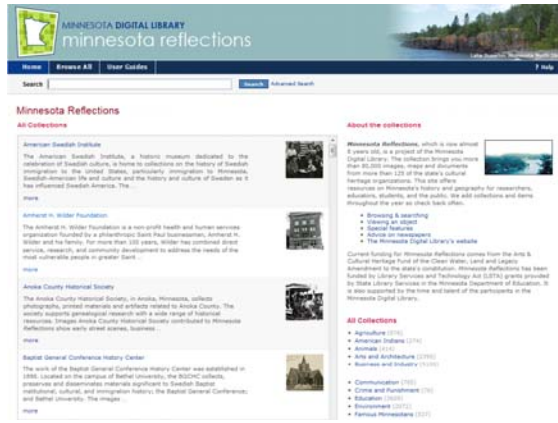 MINNESOTA DIGITAL LIBRARY
minnesota reflections
Home Browse All User Guides ? Help
Search Search Advanced Search
Minnesota Reflections
All Collections
American Swedish Institute
The American Swedish Institute, a historic museum dedicated to the
celebration of Swedish culture, is home to collections on the history of Swedish
immigration to the United States, particularly immigration to Minnesota,
Swedish-American life and culture and the history and culture of Sweden as it
has influenced Swedish America. The ...
more
Amherst H. Wilder Foundation
The Amherst H. Wilder Foundation is a non-profit health and human services
organization founded by a philanthropic Saint Paul businessman, Amherst H.
Wilder and his family. For more than 100 years, Wilder has combined direct
service, research, and community development to address the needs of the
most vulnerable people in greater Saint ...
more
Anoka County Historical Society
The Anoka County Historical Society, in Anoka, Minnesota, collects
photography, printed materials and artifacts related to Anoka County. The
society supports genealogical research with a wide range of historical
resources. Images Anoka County Historical Society contributed to Minnesota
Reflections show early street scenes, business ...
more
Baptist General Conference History Center
The work of the Baptist General Conference History Center was established in
Located on the campus of Bethel University, the BGCHC collects,
preserves and disseminates materials significant to Swedish Baptist
institutional, cultural, and immigration history; the Baptist General Conference;
and Bethel University. The images ...
more
About the collections
Minnesota Reflections, which is now almost
years old, is a project of the Minnesota
Digital Library. The collection brings you more
than images, maps and documents
from more than 125 of the state's cultural
heritage organizations. This site offers
resources on Minnesota's history and geography for researchers,
educators, students, and the public. We add collections and items
throughout the year so check back often.
Browsing & searching
Viewing an object
Special features
Advice on newspapers
The Minnesota Digital Library's website
Current funding for Minnesota Reflections comes from the Arts &
Cultural Heritage Fund of the Clean Water, Land and Legacy
Amendment to the state's constitution. Minnesota Reflections has been
funded by Library Services and Technology Act (LSTA) grants provided
by State Library Services in the Minnesota Department of Education. It
is also supported by the time and talent of the participants in the
Minnesota Digital Library.
All Collections
Agriculture
American Indians
Animals
Arts and Architecture
Business and Industry
Communication
Crime and Punishment
Education
Environment
Famous Minnesotans